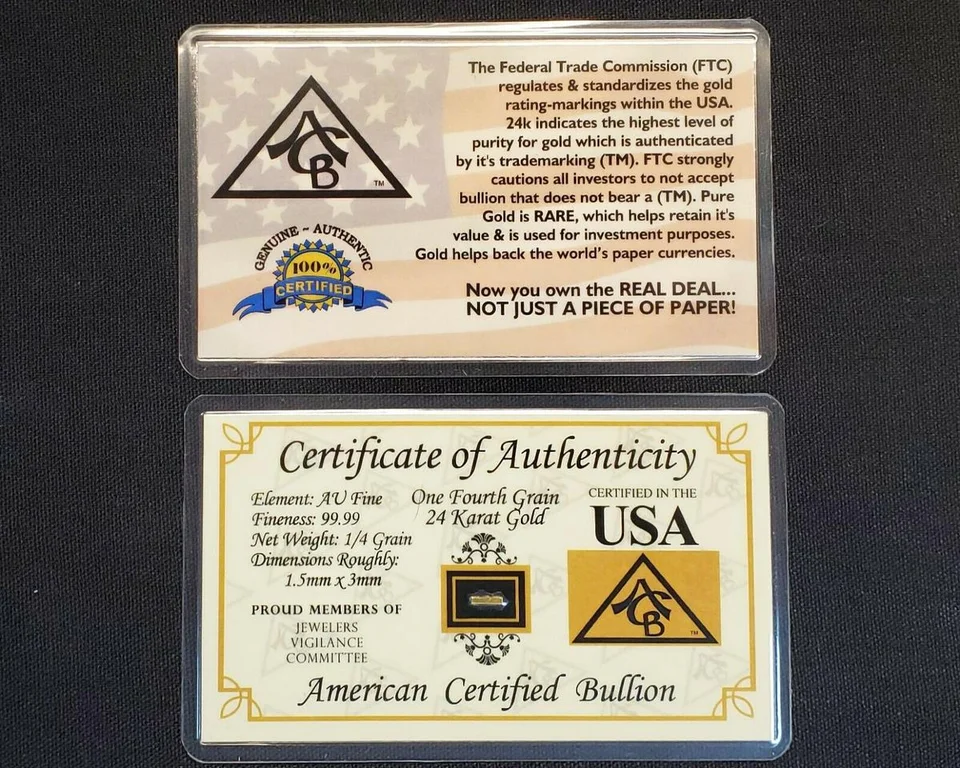 The Federal Trade Commission (FTC)
regulates & standardizes the gold
rating-markings within the USA.
24k indicates the highest level of
purity for gold which is authenticated
by it's trademarking (TM). FTC strongly
cautions all investors to not accept
bullion that does not bear a (TM). Pure
Gold is RARE, which helps retain it's
value & is used for investment purposes.
Gold helps back the world's paper currencies.
Now you own the REAL DEAL...
NOT JUST A PIECE OF PAPER!
ACB
TM
GENUINE ~ AUTHENTIC
100%
CERTIFIED
Certificate of Authenticity
Element: AU Fine
Fineness: 99.99
Net Weight: 1/4 Grain
Dimensions Roughly:
1.5mm x 3mm
PROUD MEMBERS OF
JEWELERS
VIGILANCE
COMMITTEE
One Fourth Grain
24 Karat Gold
CERTIFIED IN THE
USA
ACB
TM
American Certified Bullion